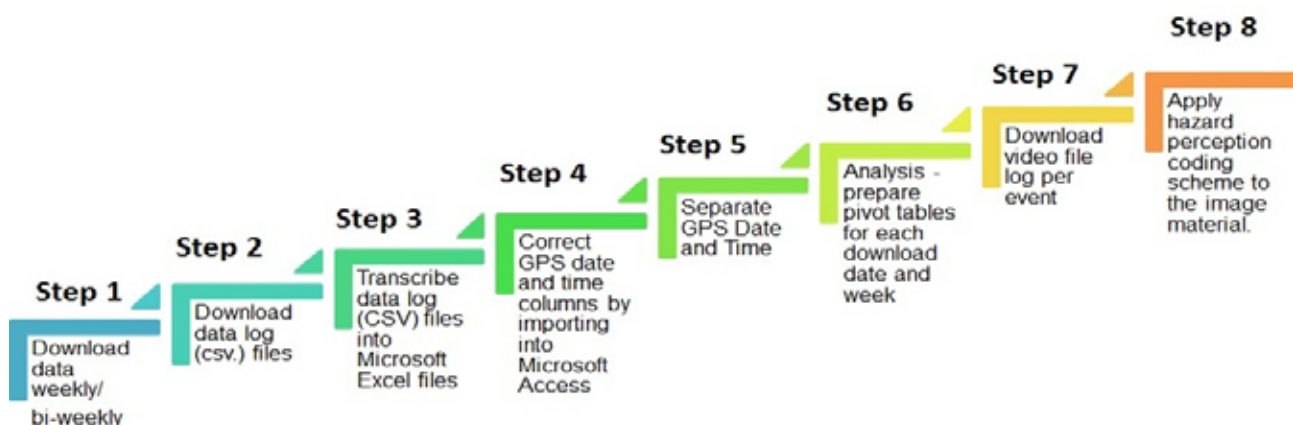 Step 1
Download
data
weekly/
bi-weekly
Step 2
Download
data log
(csv.) files
Step 3
Transcribe
data log
(CSV) files
into
Microsoft
Excel files
Step 4
Correct
GPS date
and time
columns by
importing
into
Microsoft
Access
Step 5
Separate
GPS Date
and Time
Step 6
Analysis -
prepare
pivot tables
for each
download
date and
week
Step 7
Download
video file
log per
event
Step 8
Apply
hazard
perception
coding
scheme to
the image
material.